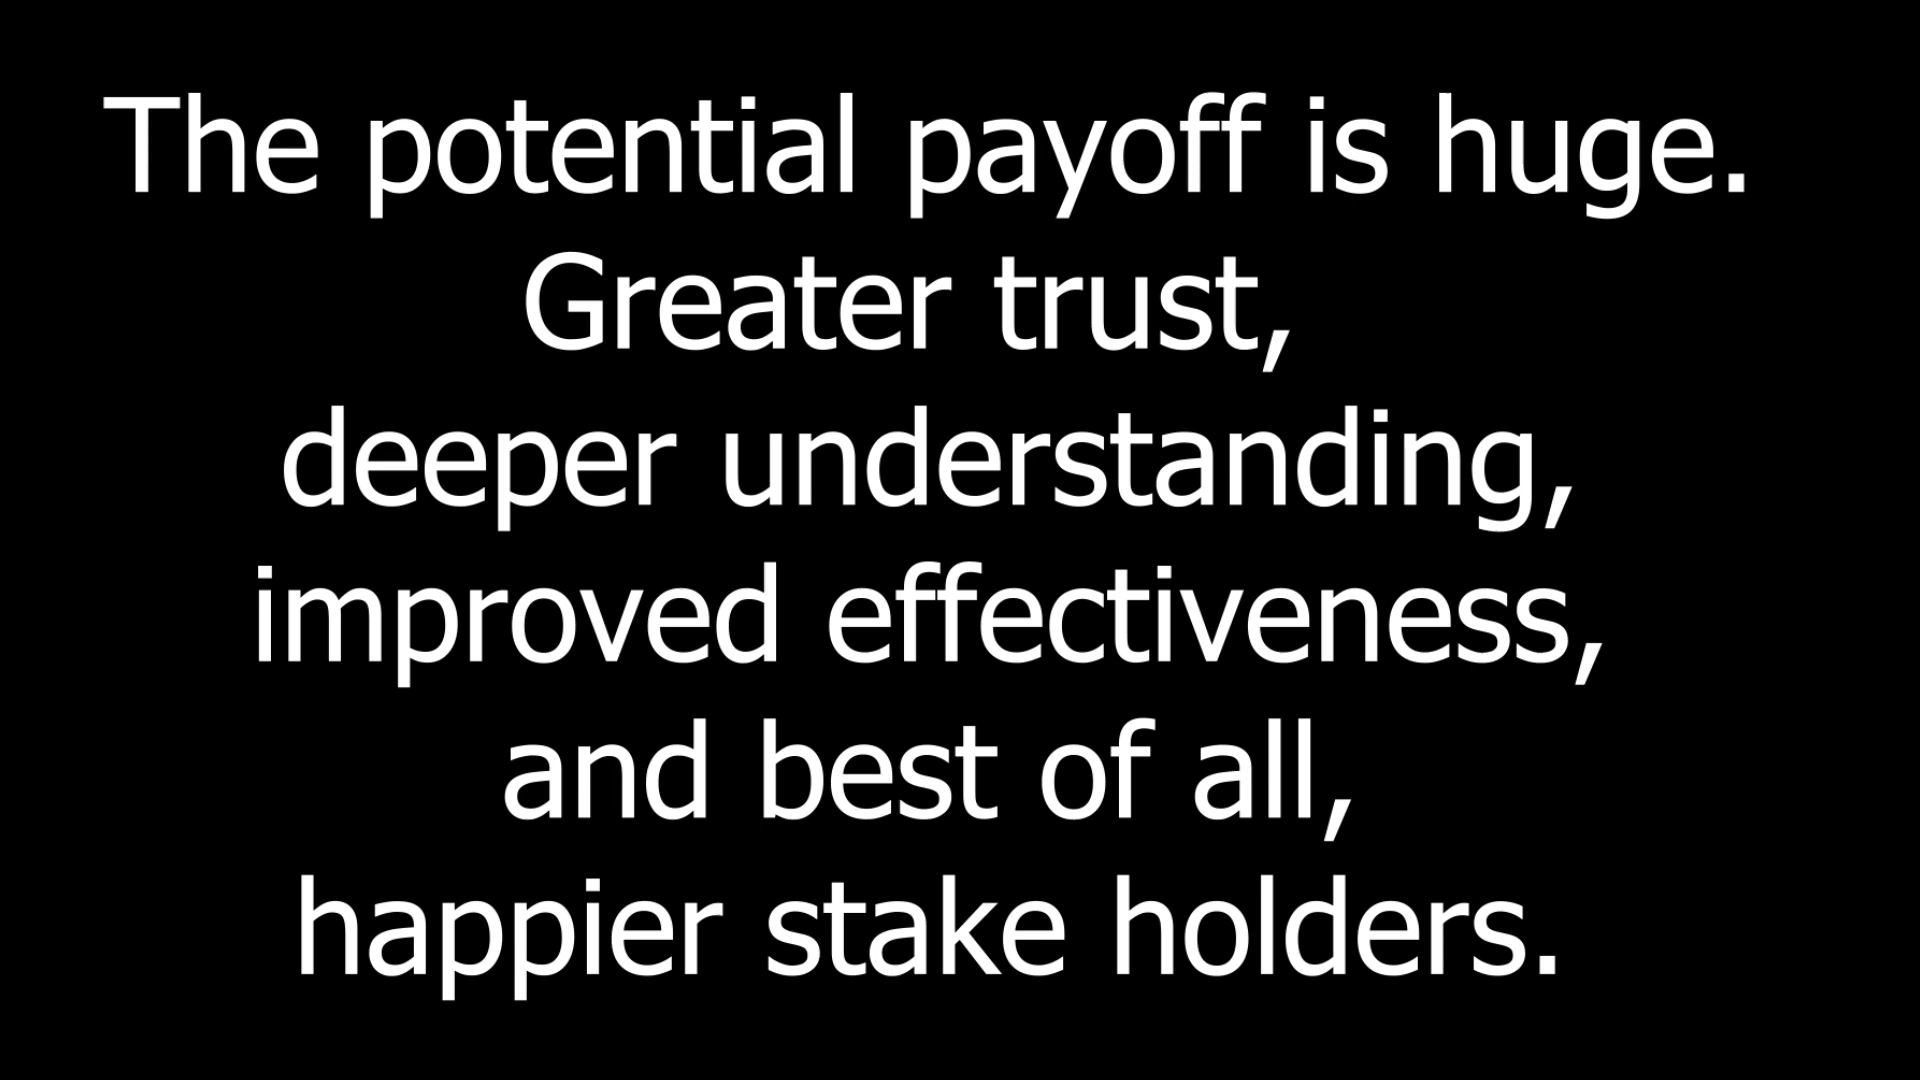 The potential payoff is huge.
Greater trust,
deeper understanding,
improved effectiveness,
and best of all,
happier stake holders.